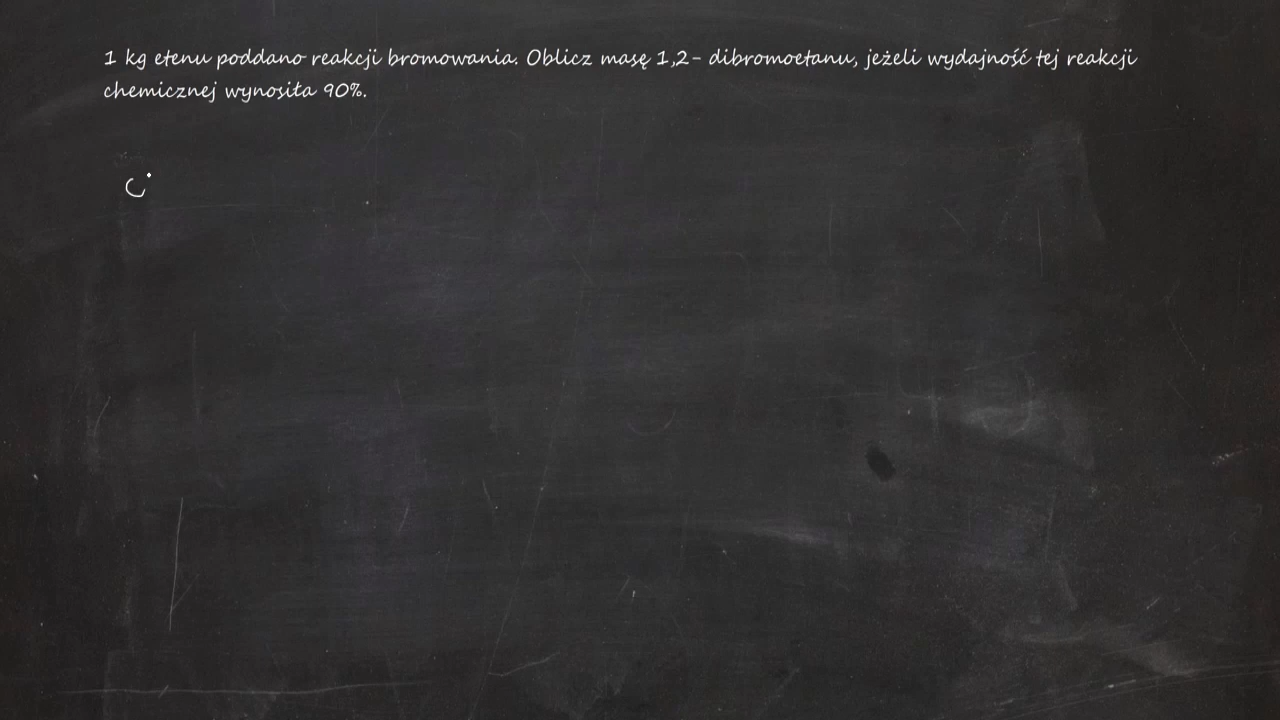 1 kg etenu poddano reakcji bromowania. Oblicz masę 1,2- dibromoetanu, jeżeli wydajność tej reakcji
chemicznej wynosiła 90%.
C